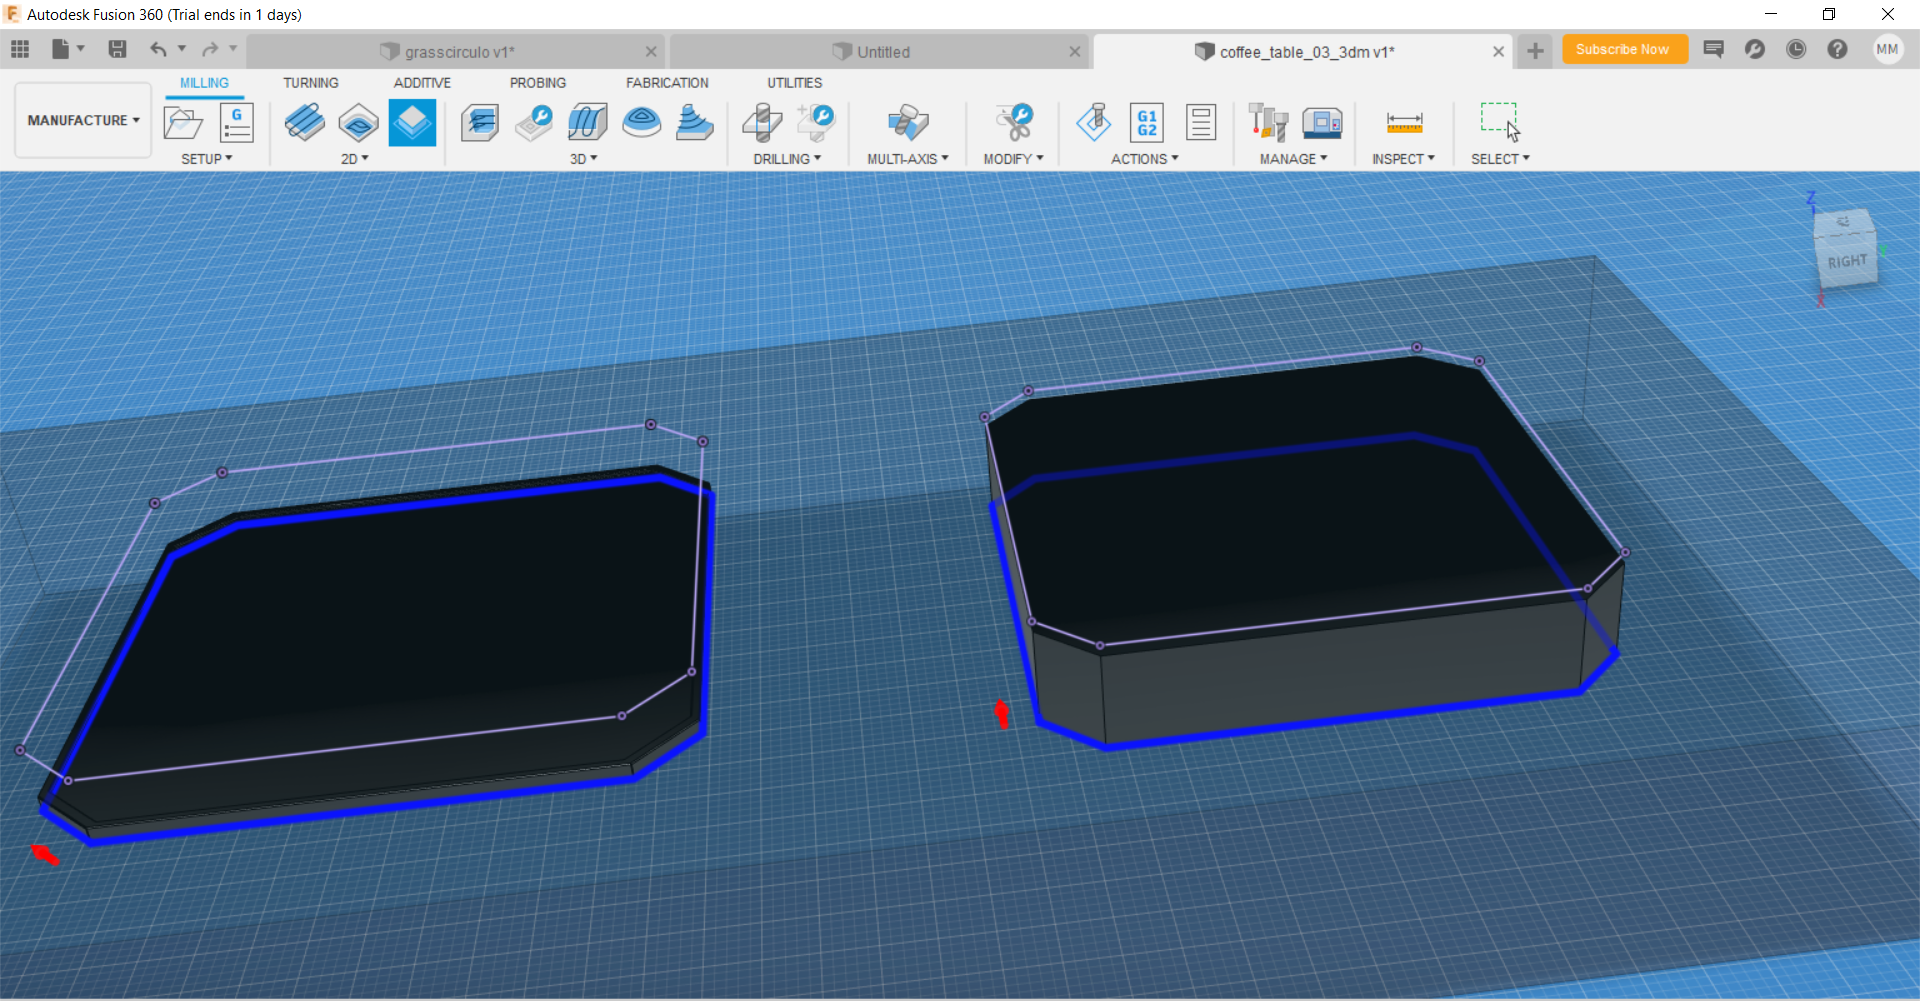 Autodesk Fusion 360 (Trial ends in 1 days)
grasscirculo v1*
Untitled
coffee_table_03_3dm v1*
Subscribe Now
MM
MILLING
TURNING
ADDITIVE
PROBING
FABRICATION
UTILITIES
MANUFACTURE
G
G1
G2
SETUP
2D
3D
DRILLING
MULTI-AXIS
MODIFY
ACTIONS
MANAGE
INSPECT
SELECT
Z
RIGHT